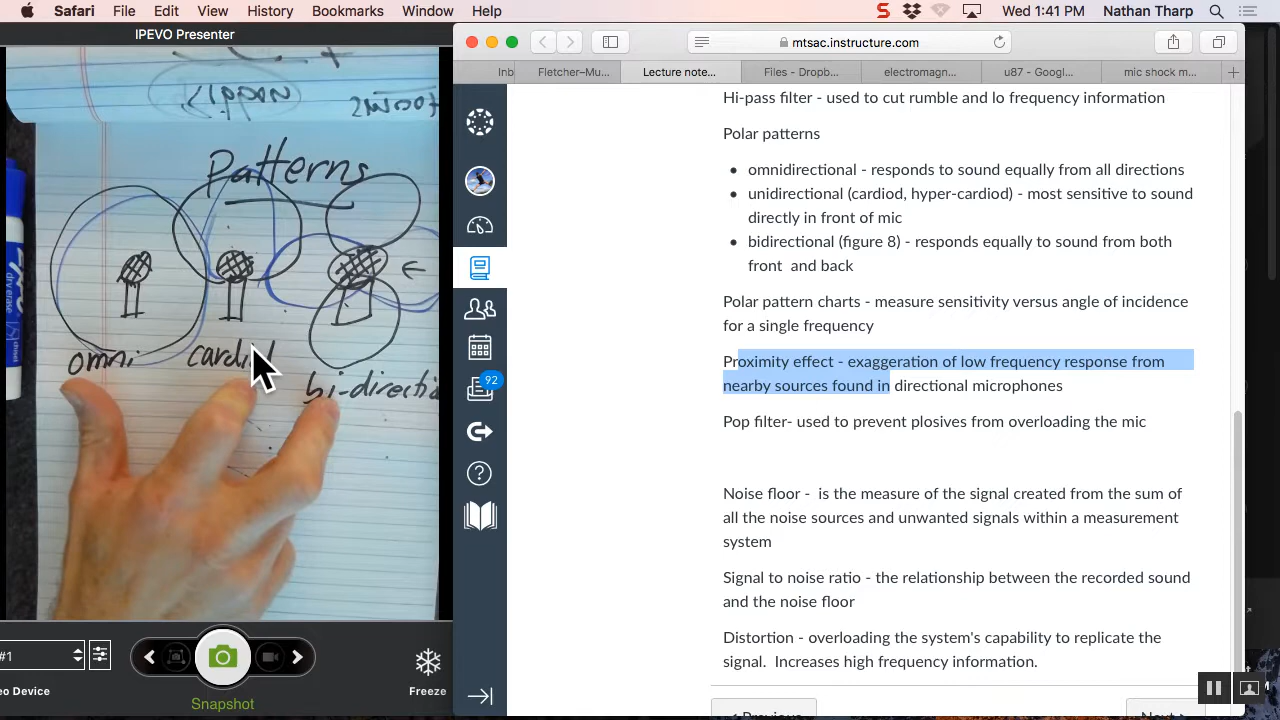 Safari File Edit View History Bookmarks Window Help
Wed 1:41 PM Nathan Tharp
IPEVO Presenter
mtsac.instructure.com
Inb
Fletcher–Mu...
Lecture note...
Files - Dropb...
electromagn...
u87 - Googl...
mic shock m...
Patterns
omni
cardiod
bi-directio
#1
eo Device
Snapshot
Freeze
92
Hi-pass filter - used to cut rumble and lo frequency information
Polar patterns
omnidirectional - responds to sound equally from all directions
unidirectional (cardiod, hyper-cardiod) - most sensitive to sound
directly in front of mic
bidirectional (figure 8) - responds equally to sound from both
front and back
Polar pattern charts - measure sensitivity versus angle of incidence
for a single frequency
Proximity effect - exaggeration of low frequency response from
nearby sources found in directional microphones
Pop filter- used to prevent plosives from overloading the mic
Noise floor - is the measure of the signal created from the sum of
all the noise sources and unwanted signals within a measurement
system
Signal to noise ratio - the relationship between the recorded sound
and the noise floor
Distortion - overloading the system's capability to replicate the
signal. Increases high frequency information.
Previous
Next